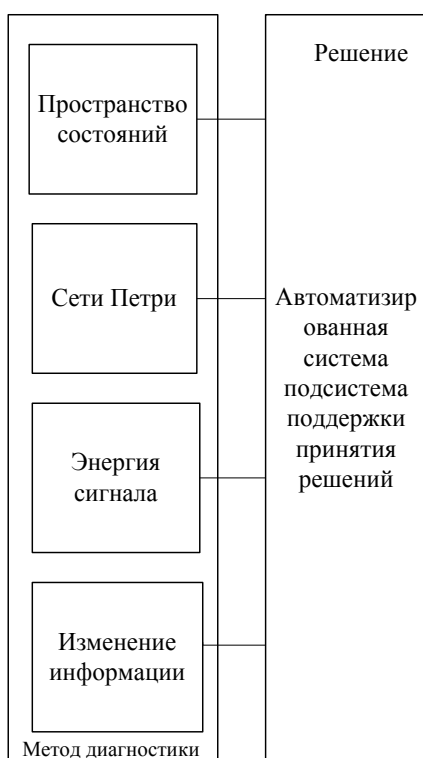 Пространство
состояний
Сети Петри
Энергия
сигнала
Изменение
информации
Метод диагностики
Решение
Автоматизир
ованная
система
подсистема
поддержки
принятия
решений